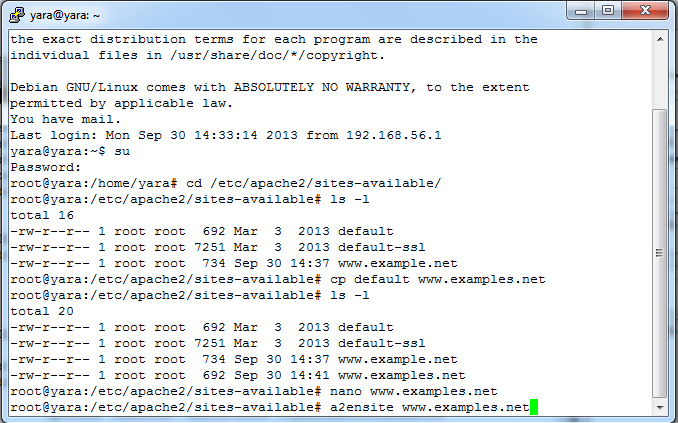 yara@yara: ~
the exact distribution terms for each program are described in the
individual files in /usr/share/doc/*/copyright.
Debian GNU/Linux comes with ABSOLUTELY NO WARRANTY, to the extent
permitted by applicable law.
You have mail.
Last login: Mon Sep 30 14:33:14 2013 from 192.168.56.1
yara@yara:~$ su
Password:
root@yara:/home/yara# cd /etc/apache2/sites-available/
root@yara:/etc/apache2/sites-available# ls -l
total 16
-rw-r--r-- 1 root root  692 Mar  3  2013 default
-rw-r--r-- 1 root root 7251 Mar  3  2013 default-ssl
-rw-r--r-- 1 root root  734 Sep 30 14:37 www.example.net
root@yara:/etc/apache2/sites-available# cp default www.examples.net
root@yara:/etc/apache2/sites-available# ls -l
total 20
-rw-r--r-- 1 root root  692 Mar  3  2013 default
-rw-r--r-- 1 root root 7251 Mar  3  2013 default-ssl
-rw-r--r-- 1 root root  734 Sep 30 14:37 www.example.net
-rw-r--r-- 1 root root  692 Sep 30 14:41 www.examples.net
root@yara:/etc/apache2/sites-available# nano www.examples.net
root@yara:/etc/apache2/sites-available# a2ensite www.examples.net